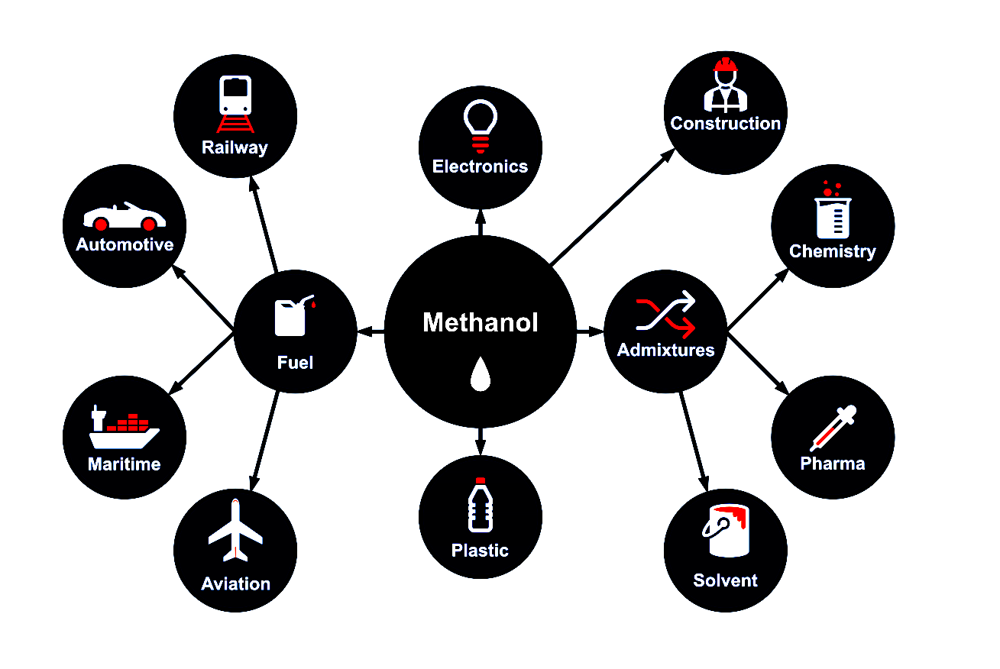 Railway
Electronics
Construction
Automotive
Chemistry
Methanol
Fuel
Admixtures
Maritime
Pharma
Plastic
Aviation
Solvent